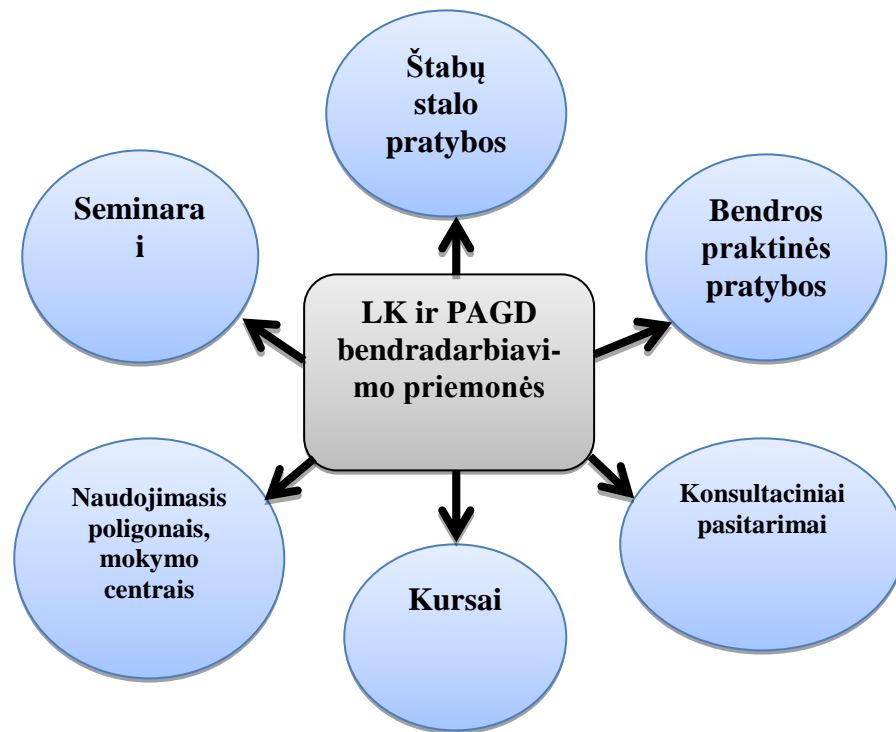 Štabų
stalo
pratybos
Seminara
i
Bendros
praktinės
pratybos
LK ir PAGD
bendradarbiavi-
mo priemonės
Naudojimasis
poligonais,
mokymo
centrais
Konsultaciniai
pasitarimai
Kursai